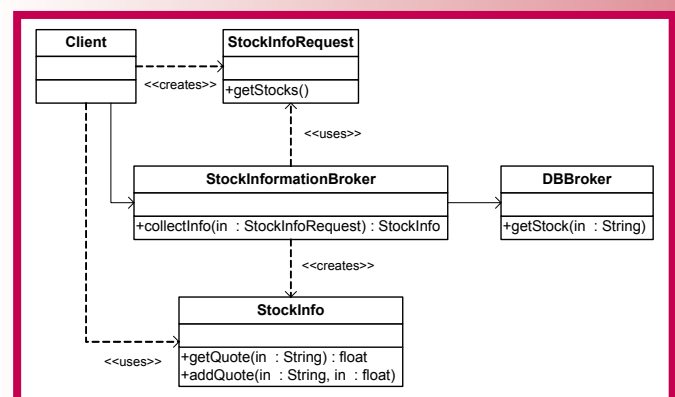 Client
StockInfoRequest
<<creates>>
+getStocks()
<<uses>>
StockInformationBroker
DBBroker
+collectInfo(in : StockInfoRequest) : StockInfo
+getStock(in : String)
<<creates>>
StockInfo
<<uses>>
+getQuote(in : String) : float
+addQuote(in : String, in : float)